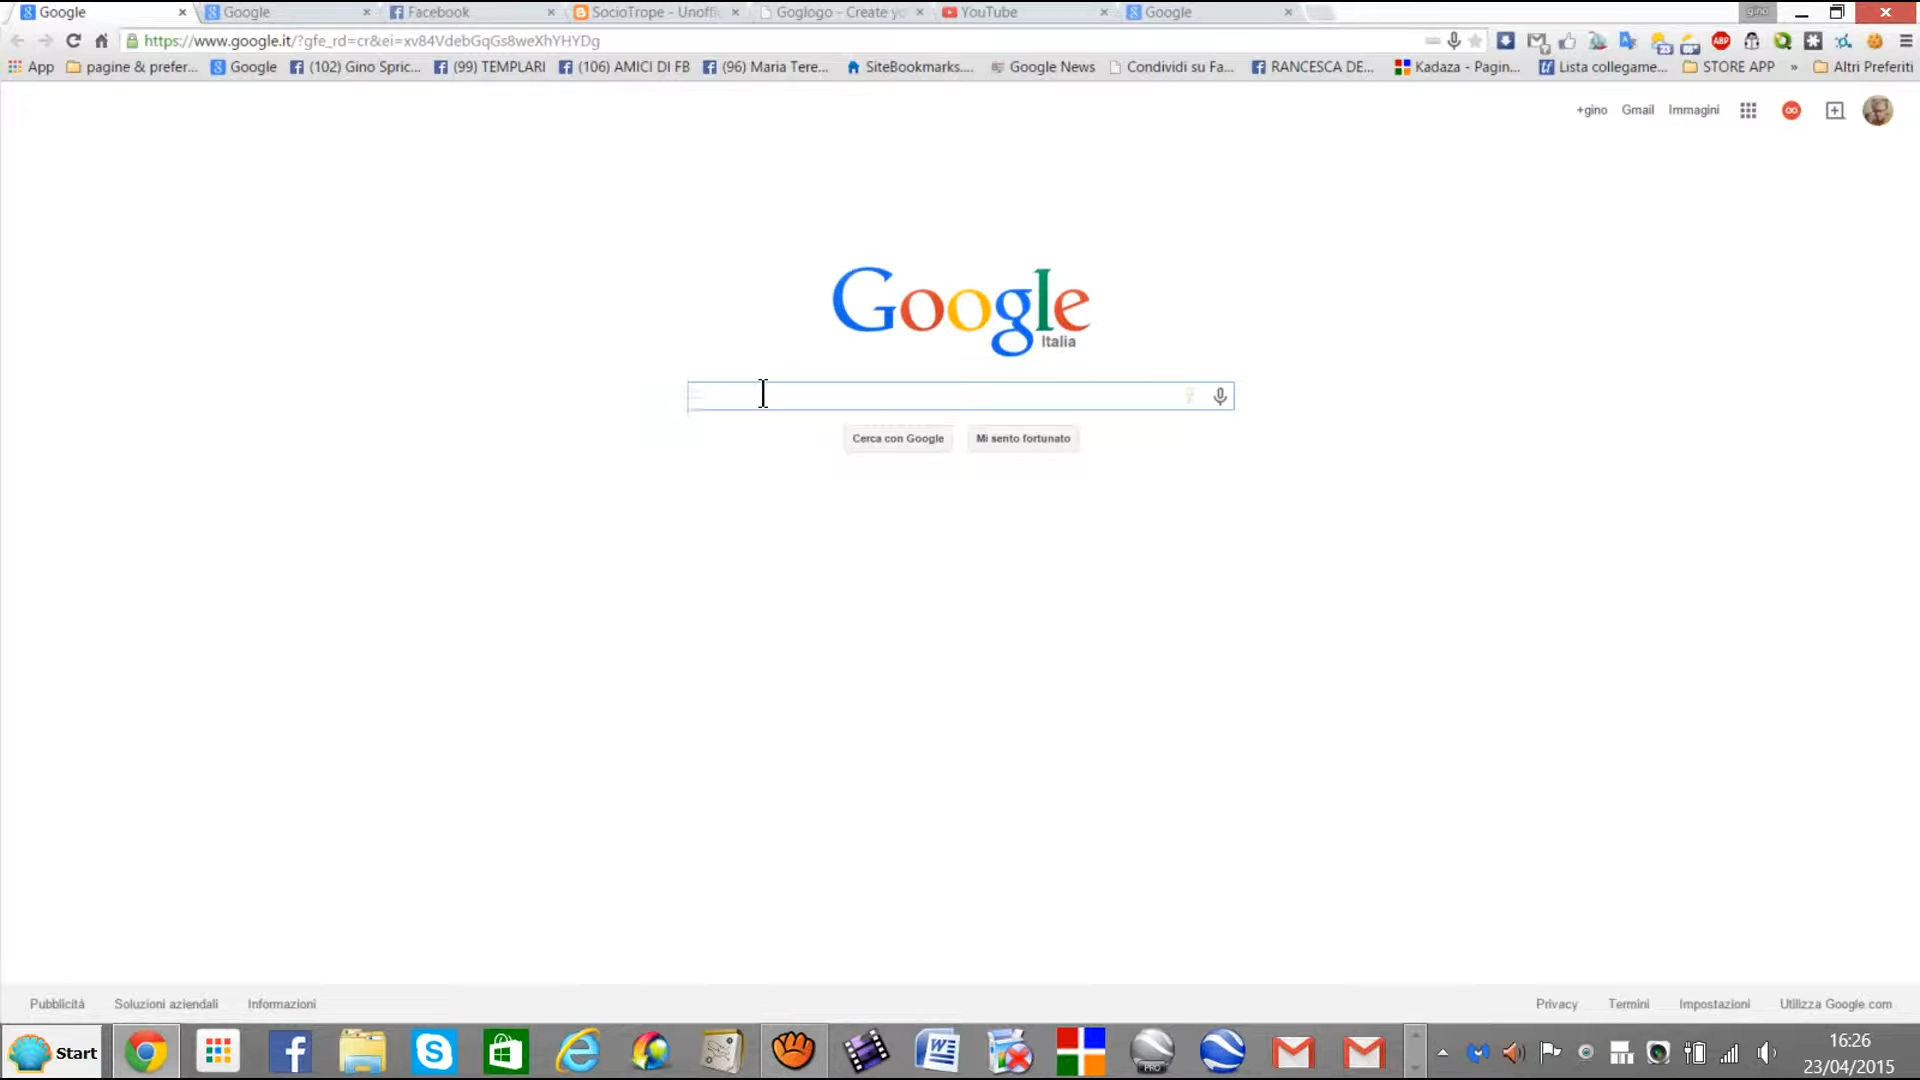 Google Google Facebook SocioTrope - Unoffic Goglogo - Create yo YouTube Google gino
https://www.google.it/?gfe_rd=cr&ei=xv84VdebGqGs8weXhYHYDg ABP
App pagine & prefer... Google (102) Gino Spric... (99) TEMPLARI (106) AMICI DI FB (96) Maria Tere... SiteBookmarks.... Google News Condividi su Fa... RANCESCA DE... Kadaza - Pagin... Lista collegame... STORE APP » Altri Preferiti
+gino Gmail Immagini
Google
Italia
Cerca con Google Mi sento fortunato
Pubblicità Soluzioni aziendali Informazioni Privacy Termini Impostazioni Utilizza Google.com
Start PRO 16:26
23/04/2015